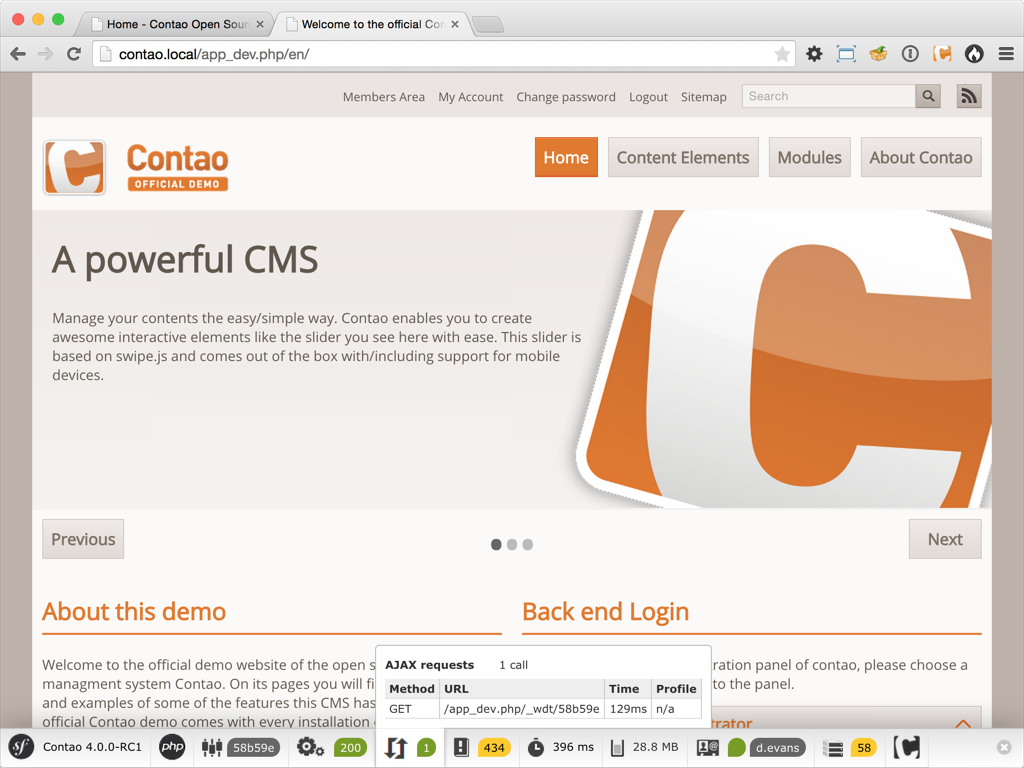 Home - Contao Open Sour
Welcome to the official Con
contao.local/app_dev.php/en/
Members Area My Account Change password Logout Sitemap Search
Contao
OFFICIAL DEMO
Home Content Elements Modules About Contao
A powerful CMS
Manage your contents the easy/simple way. Contao enables you to create
awesome interactive elements like the slider you see here with ease. This slider is
based on swipe.js and comes out of the box with/including support for mobile
devices.
Previous
Next
About this demo
Welcome to the official demo website of the open s
managment system Contao. On its pages you will fi
and examples of some of the features this CMS has
official Contao demo comes with every installation
Back end Login
ration panel of contao, please choose a
to the panel.
trator
AJAX requests 1 call
Method URL Time Profile
GET /app_dev.php/_wdt/58b59e 129ms n/a
sf Contao 4.0.0-RC1 php 58b59e 200 1 434 396 ms 28.8 MB d.evans 58